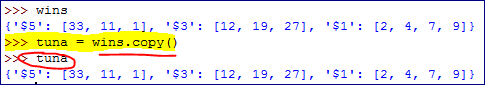 >>> wins
{'$5': [33, 11, 1], '$3': [12, 19, 27], '$1': [2, 4, 7, 9]}
>>> tuna = wins.copy()
>>> tuna
{'$5': [33, 11, 1], '$3': [12, 19, 27], '$1': [2, 4, 7, 9]}